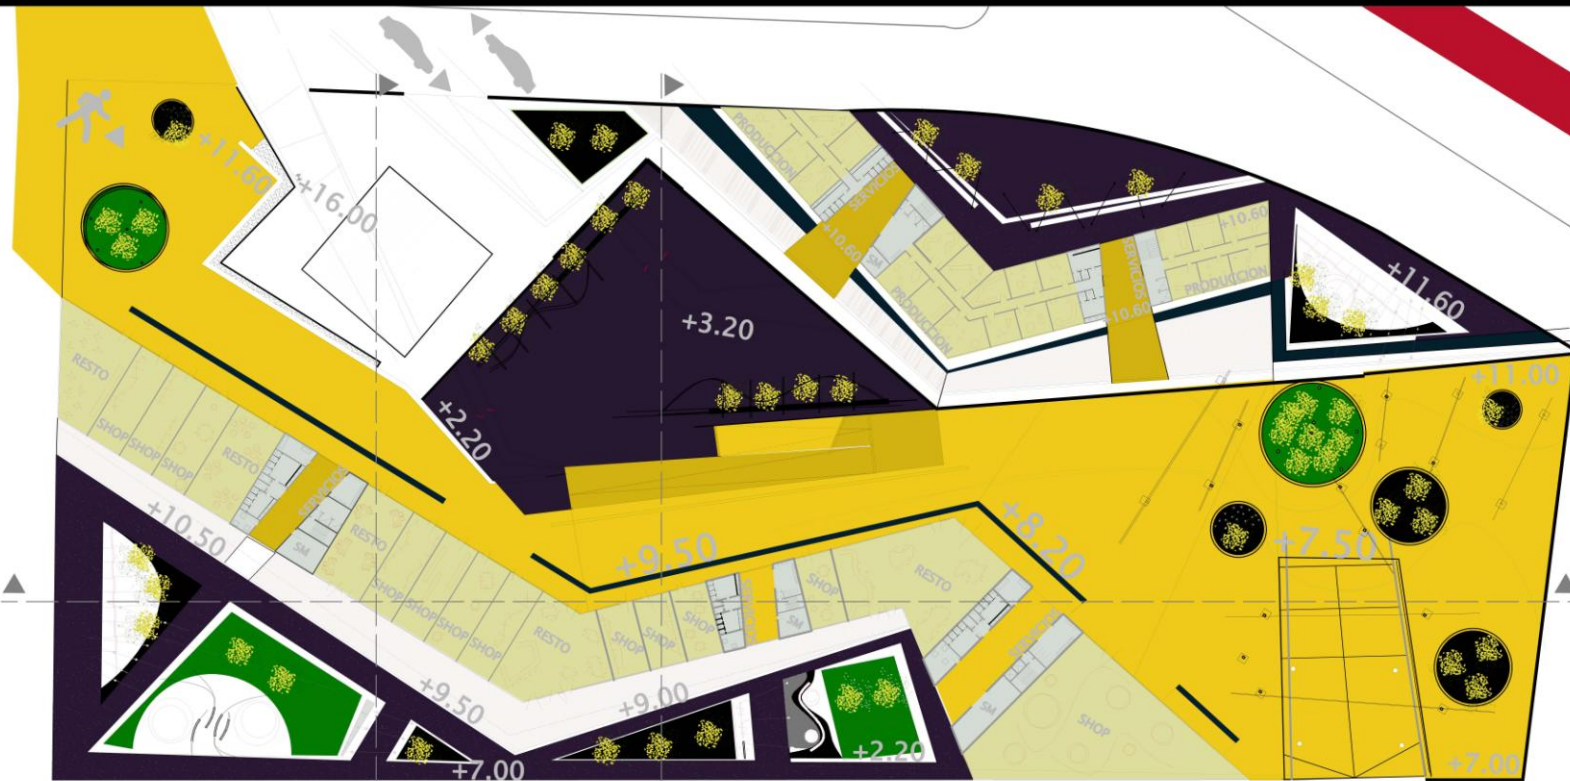 +11.60
+16.00
PRODUCCION
SERVICIOS
+10.60
SM
PRODUCCION
SERVICIOS
+10.60
+10.60
PRODUCCION
+11.60
+3.20
+2.20
+11.00
RESTO
SHOP
SHOP
SHOP
RESTO
SERVICIOS
SM
RESTO
+10.50
SHOP
SHOP
SHOP
SHOP
RESTO
+9.50
+8.20
+7.50
SHOP
SHOP
SHOP
SERVICIOS
SM
SHOP
RESTO
SERVICIOS
SM
SHOP
+9.50
+9.00
+2.20
+7.00
+7.00